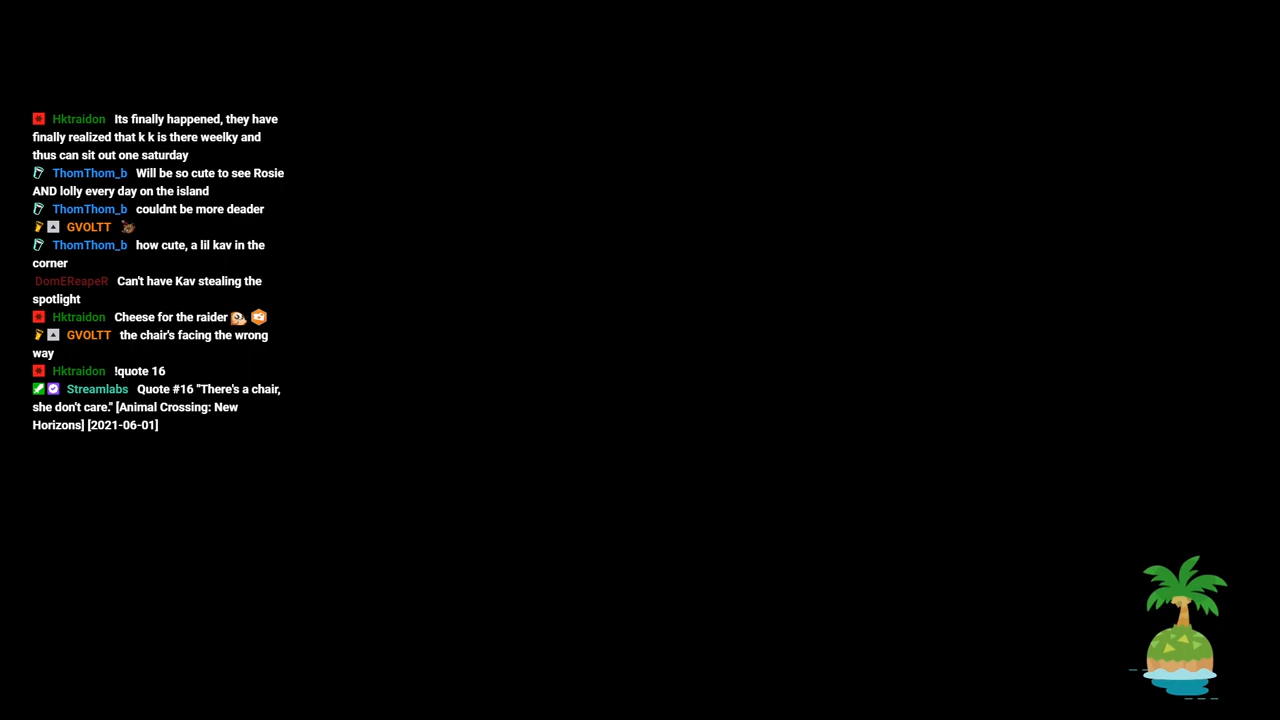 Hktraidon Its finally happened, they have
finally realized that k k is there weelky and
thus can sit out one saturday
ThomThom_b Will be so cute to see Rosie
AND lolly every day on the island
ThomThom_b couldnt be more deader
GVOLTT
ThomThom_b how cute, a lil kav in the
corner
DomEReapeR Can't have Kav stealing the
spotlight
Hktraidon Cheese for the raider
GVOLTT the chair's facing the wrong
way
Hktraidon !quote 16
Streamlabs Quote #16 "There's a chair,
she don't care." [Animal Crossing: New
Horizons] [2021-06-01]